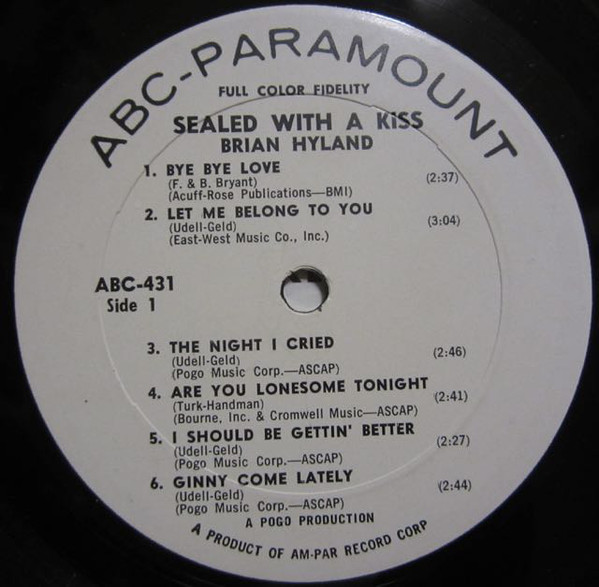 ABC-PARAMOUNT
FULL COLOR FIDELITY
SEALED WITH A KISS
BRIAN HYLAND
1. BYE BYE LOVE
(F. & B. Bryant) (2:37)
(Acuff-Rose Publications—BMI)
2. LET ME BELONG TO YOU
(Udell-Geld) (3:04)
(East-West Music Co., Inc.)
ABC-431
Side 1
3. THE NIGHT I CRIED
(Udell-Geld) (2:46)
(Pogo Music Corp.—ASCAP)
4. ARE YOU LONESOME TONIGHT
(Turk-Handman) (2:41)
(Bourne, Inc. & Cromwell Music—ASCAP)
5. I SHOULD BE GETTIN' BETTER
(Udell-Geld) (2:27)
(Pogo Music Corp.—ASCAP)
6. GINNY COME LATELY
(Udell-Geld) (2:44)
(Pogo Music Corp.—ASCAP)
A POGO PRODUCTION
A PRODUCT OF AM-PAR RECORD CORP